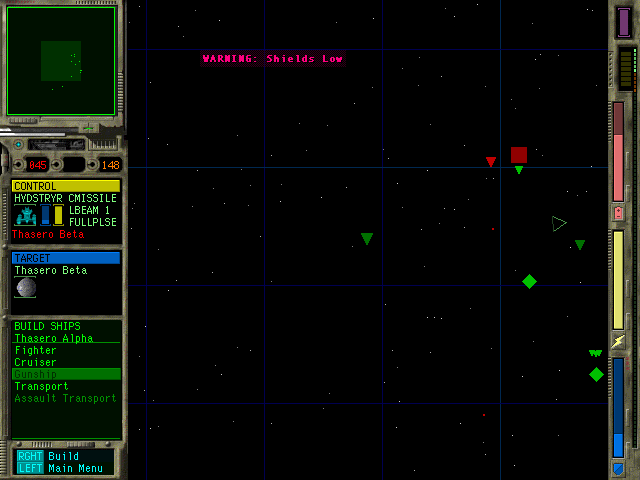 WARNING: Shields Low
045
148
CONTROL
HVDSTRYR CMISSILE
LBEAM 1
FULLPLSE
Thasero Beta
TARGET
Thasero Beta
BUILD SHIPS
Thasero Alpha
Fighter
Cruiser
Gunship
Transport
Assault Transport
RGHT Build
LEFT Main Menu